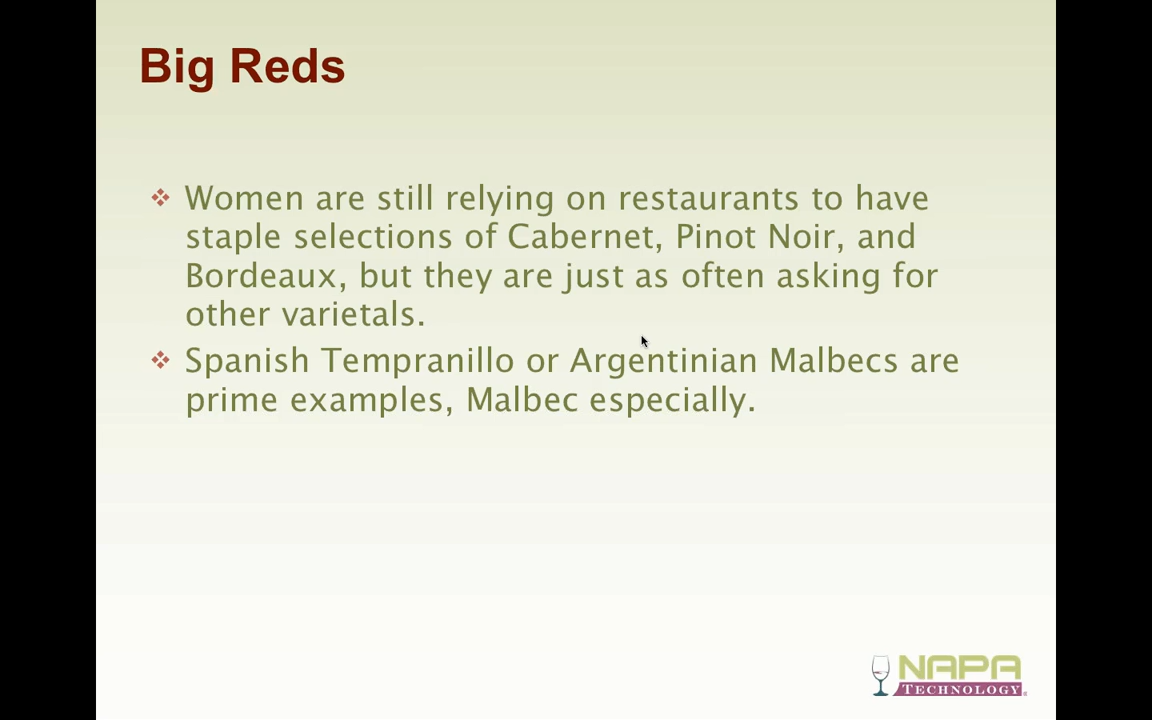 Big Reds
Women are still relying on restaurants to have
staple selections of Cabernet, Pinot Noir, and
Bordeaux, but they are just as often asking for
other varietals.
Spanish Tempranillo or Argentinian Malbecs are
prime examples, Malbec especially.
NAPA
TECHNOLOGY®